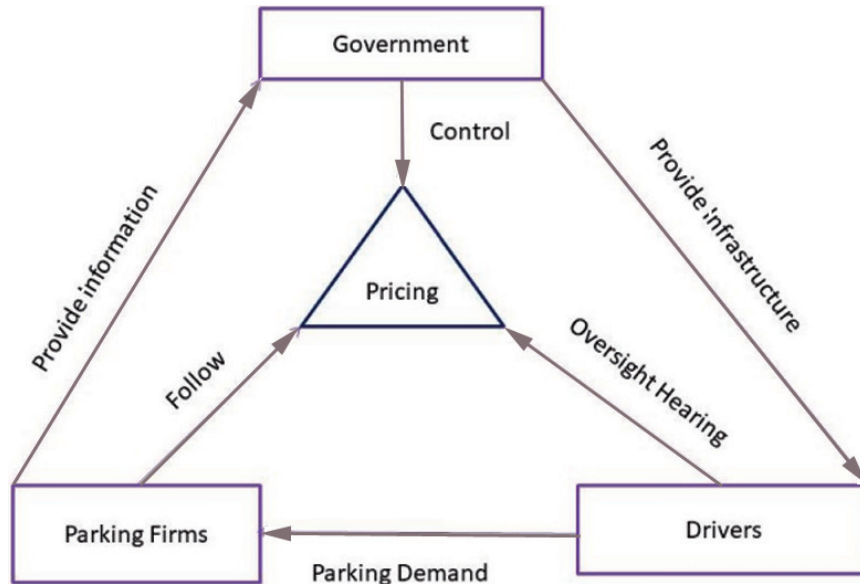 Government
Control
Provide infrastructure
Provide information
Pricing
Follow
Oversight Hearing
Parking Firms
Drivers
Parking Demand